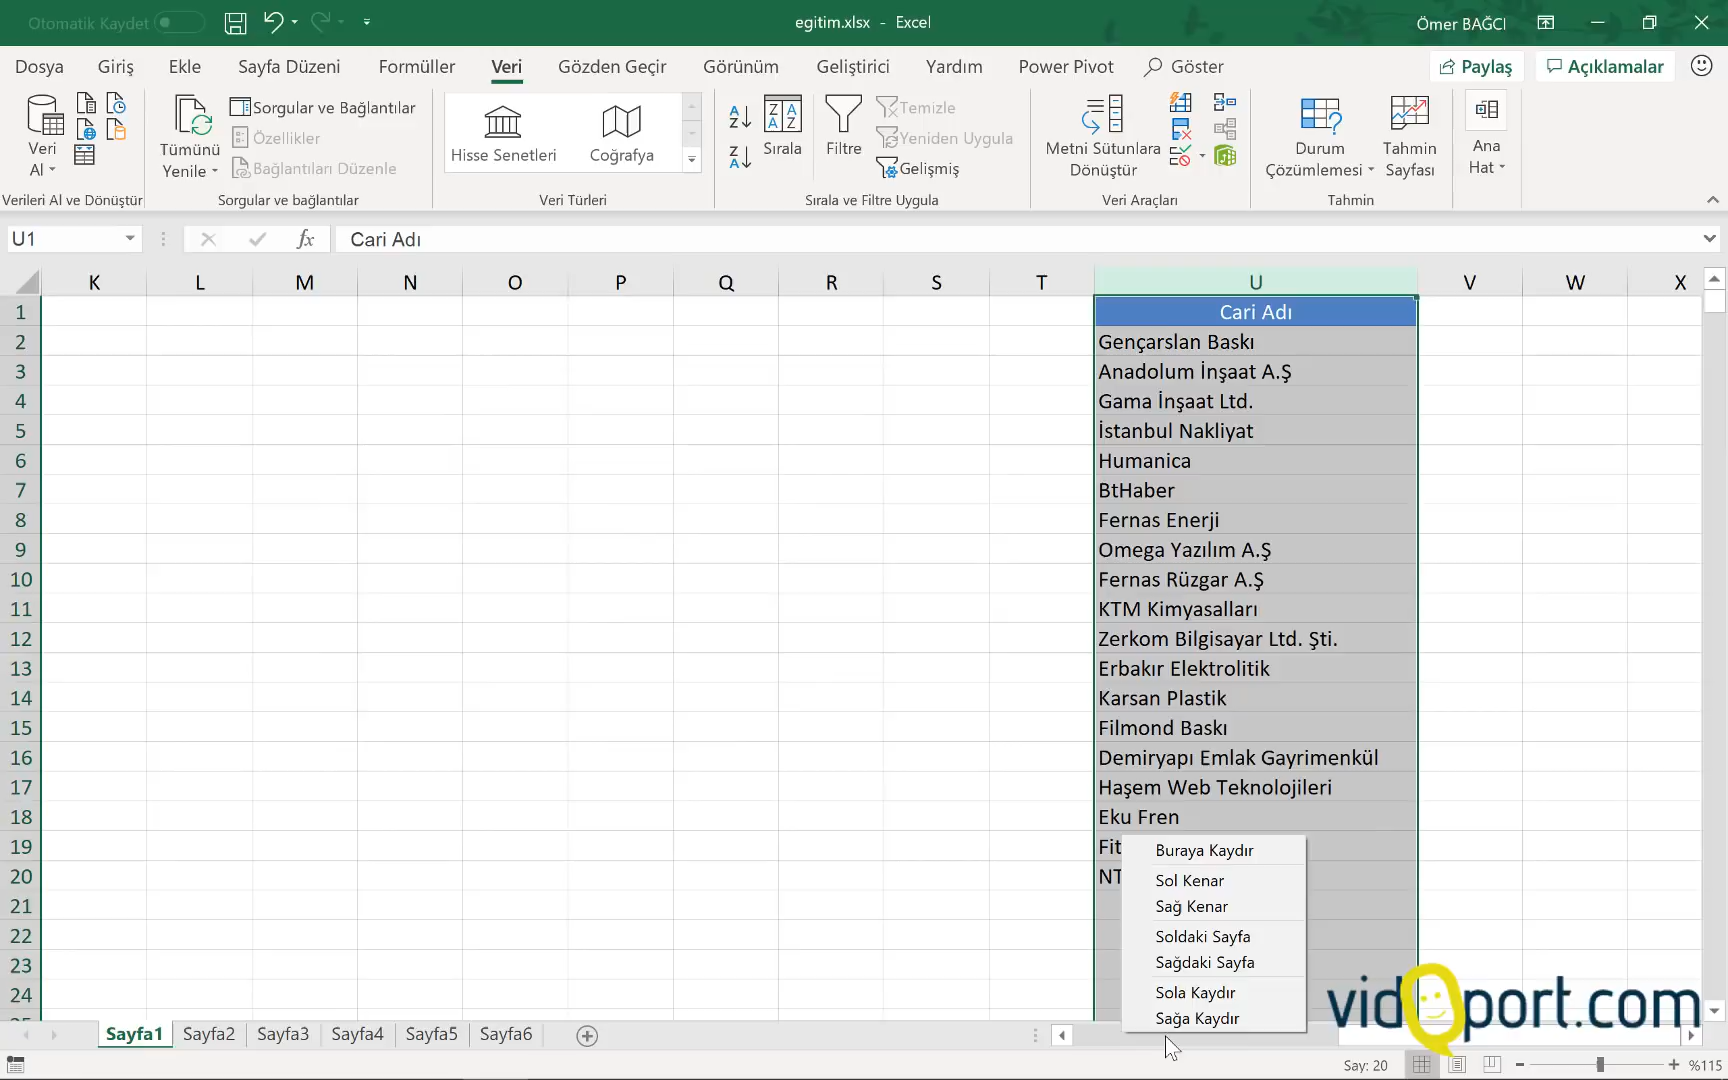 Otomatik Kaydet
egitim.xlsx - Excel
Ömer BAĞCI
Dosya Giriş Ekle Sayfa Düzeni Formüller Veri Gözden Geçir Görünüm Geliştirici Yardım Power Pivot Göster Paylaş Açıklamalar
Veri Al
Tümünü Yenile
Sorgular ve Bağlantılar
Özellikler
Bağlantıları Düzenle
Hisse Senetleri
Coğrafya
Sırala
Filtre
Temizle
Yeniden Uygula
Gelişmiş
Metni Sütunlara Dönüştür
Durum Çözümlemesi
Tahmin Sayfası
Ana Hat
Verileri Al ve Dönüştür Sorgular ve bağlantılar Veri Türleri Sırala ve Filtre Uygula Veri Araçları Tahmin
U1 fx Cari Adı
K L M N O P Q R S T U V W X
1 Cari Adı
2 Gençarslan Baskı
3 Anadolum İnşaat A.Ş
4 Gama İnşaat Ltd.
5 İstanbul Nakliyat
6 Humanica
7 BtHaber
8 Fernas Enerji
9 Omega Yazılım A.Ş
10 Fernas Rüzgar A.Ş
11 KTM Kimyasalları
12 Zerkom Bilgisayar Ltd. Şti.
13 Erbakır Elektrolitik
14 Karsan Plastik
15 Filmond Baskı
16 Demiryapı Emlak Gayrimenkül
17 Haşem Web Teknolojileri
18 Eku Fren
19 Fit
20 NT
21
22
23
24
Buraya Kaydır
Sol Kenar
Sağ Kenar
Soldaki Sayfa
Sağdaki Sayfa
Sola Kaydır
Sağa Kaydır
vidoport.com
Sayfa1 Sayfa2 Sayfa3 Sayfa4 Sayfa5 Sayfa6
Say: 20
%115